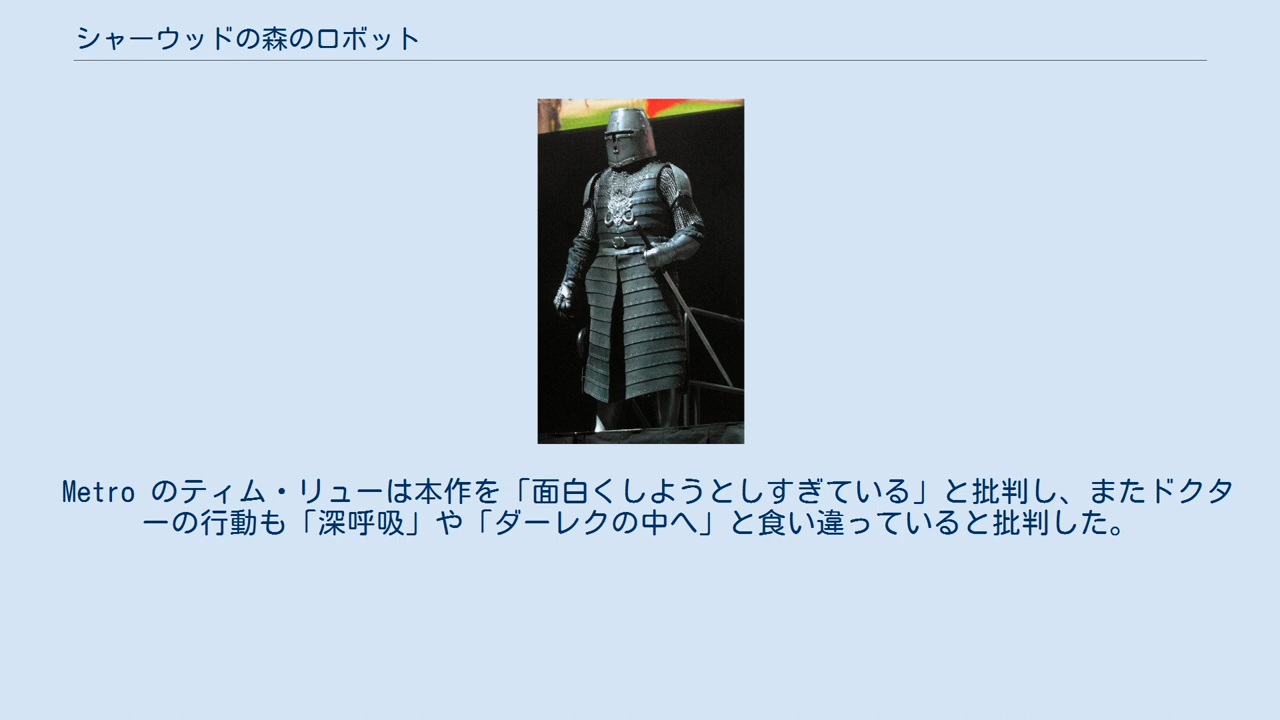 シャーウッドの森のロボット
Metro のティム・リューは本作を「面白くしようとしすぎている」と批判し、またドクタ
ーの行動も「深呼吸」や「ダーレクの中へ」と食い違っていると批判した。